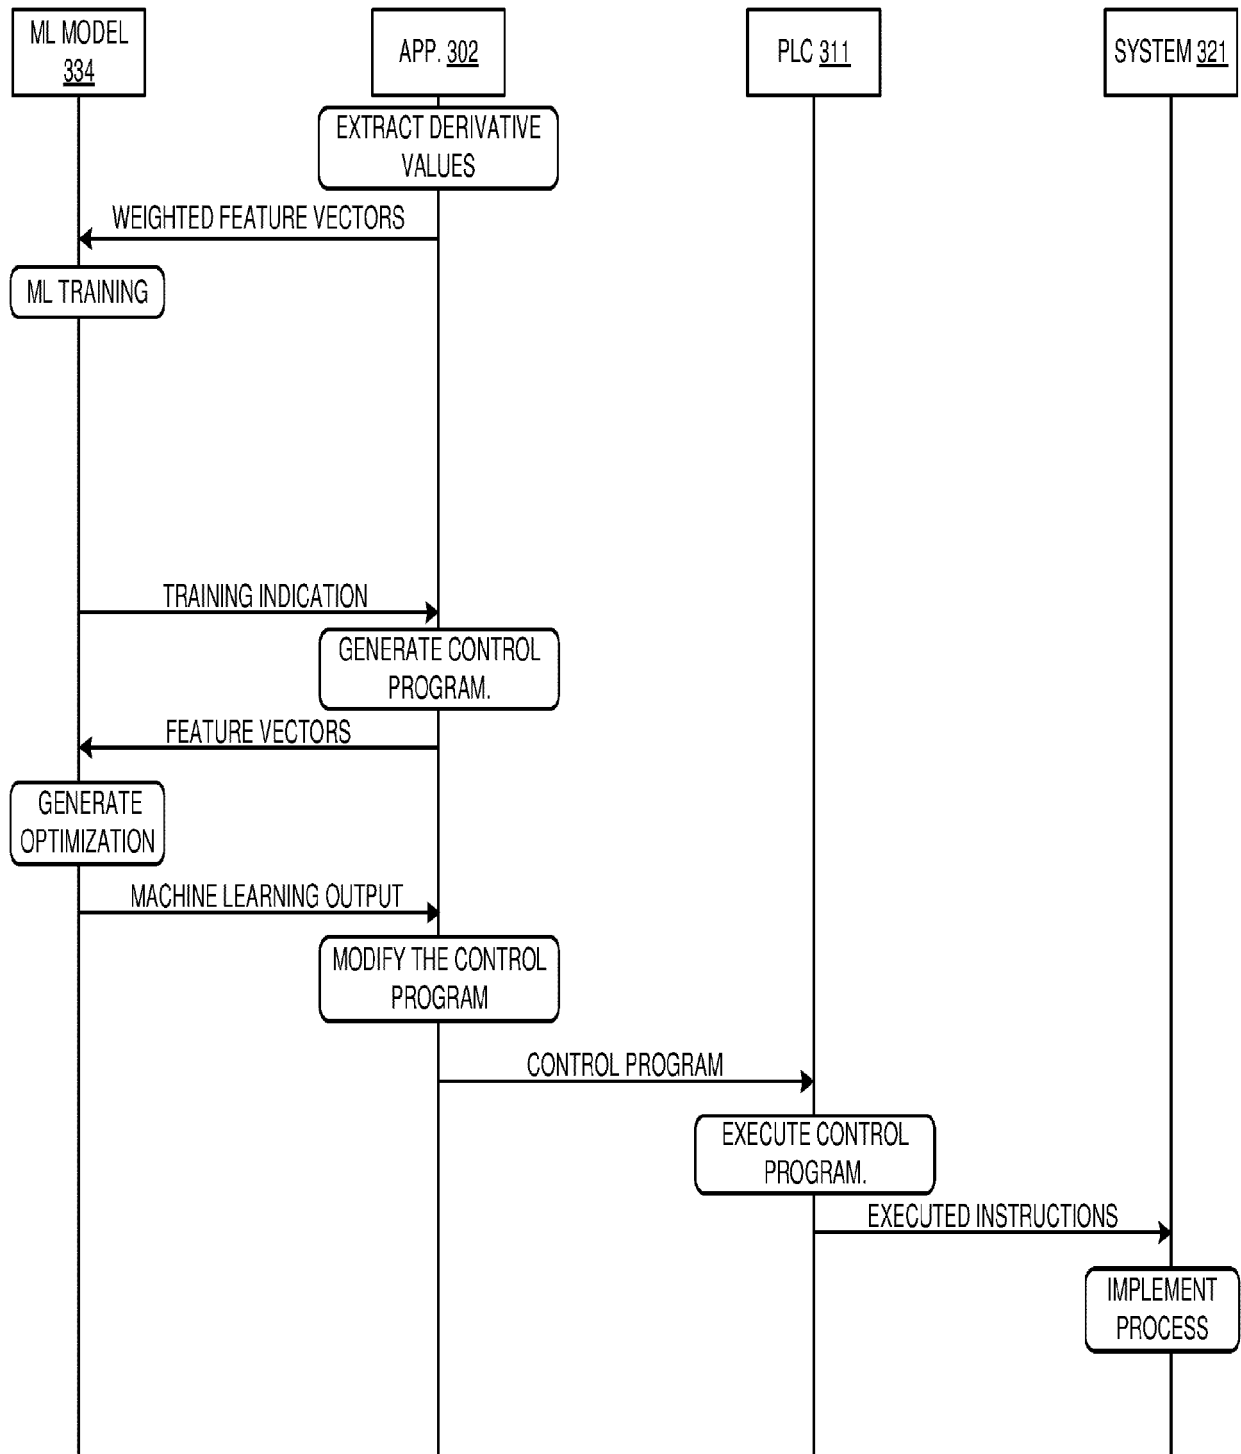 ML MODEL
334
APP. 302
PLC 311
SYSTEM 321
EXTRACT DERIVATIVE
VALUES
WEIGHTED FEATURE VECTORS
ML TRAINING
TRAINING INDICATION
GENERATE CONTROL
PROGRAM.
FEATURE VECTORS
GENERATE
OPTIMIZATION
MACHINE LEARNING OUTPUT
MODIFY THE CONTROL
PROGRAM
CONTROL PROGRAM
EXECUTE CONTROL
PROGRAM.
EXECUTED INSTRUCTIONS
IMPLEMENT
PROCESS